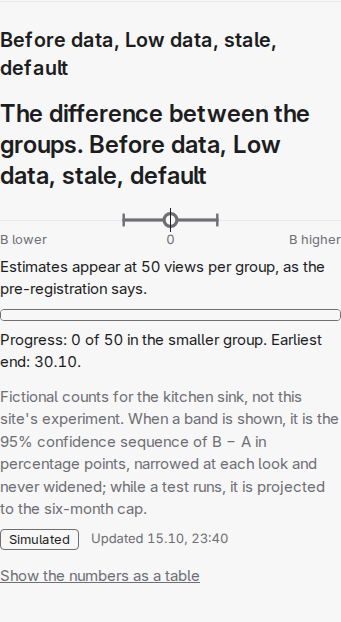 Before data, Low data, stale,
default
The difference between the
groups. Before data, Low
data, stale, default
B lower
0
B higher
Estimates appear at 50 views per group, as the
pre-registration says.
Progress: 0 of 50 in the smaller group. Earliest
end: 30.10.
Fictional counts for the kitchen sink, not this
site's experiment. When a band is shown, it is the
95% confidence sequence of B − A in
percentage points, narrowed at each look and
never widened; while a test runs, it is projected
to the six-month cap.
Simulated
Updated 15.10, 23:40
Show the numbers as a table